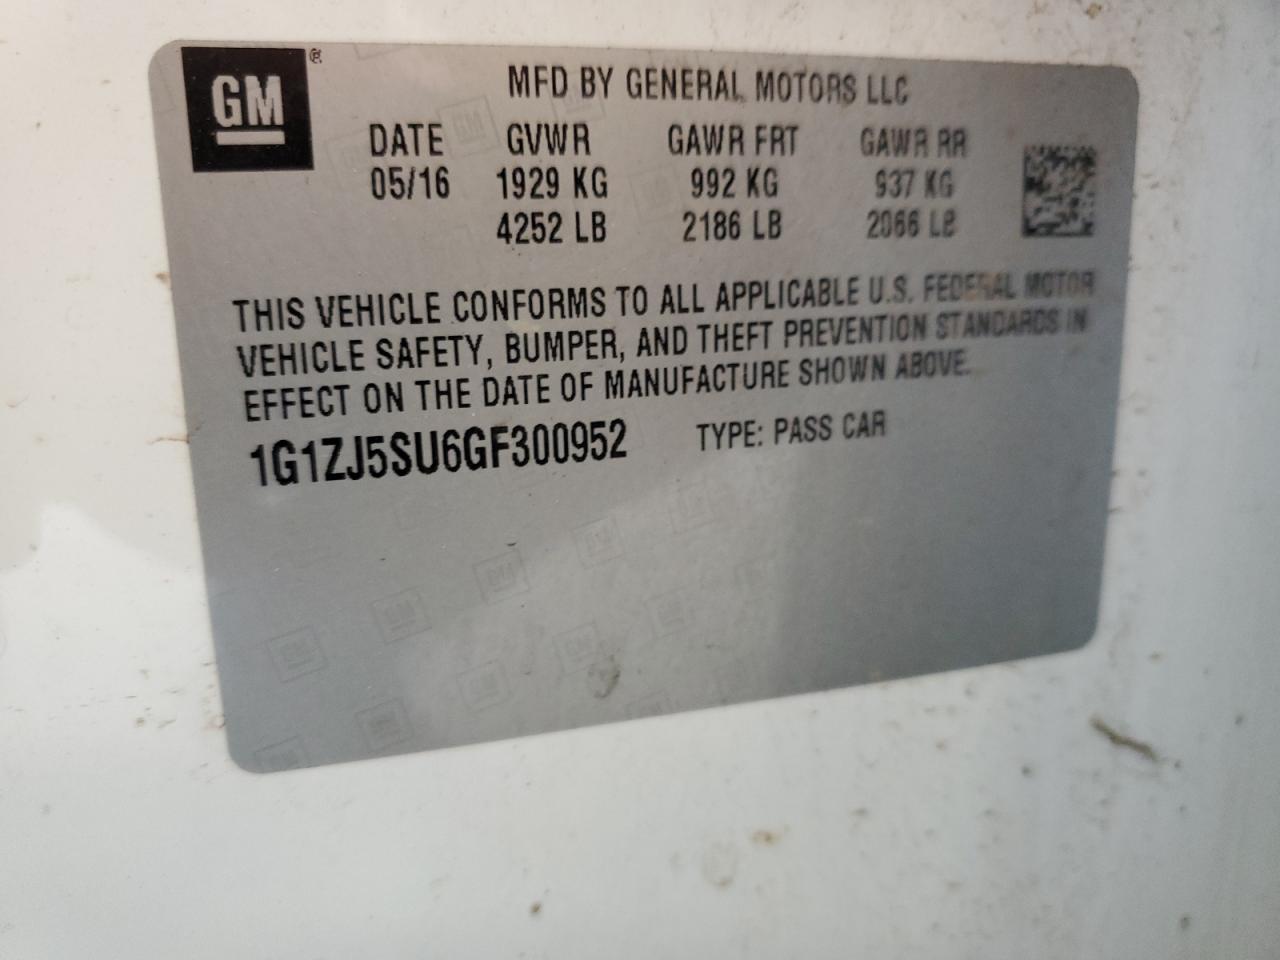 GM ®
MFD BY GENERAL MOTORS LLC
DATE GVWR GAWR FRT GAWR RR
05/16 1929 KG 992 KG 937 KG
4252 LB 2186 LB 2066 LB
THIS VEHICLE CONFORMS TO ALL APPLICABLE U.S. FEDERAL MOTOR
VEHICLE SAFETY, BUMPER, AND THEFT PREVENTION STANDARDS IN
EFFECT ON THE DATE OF MANUFACTURE SHOWN ABOVE.
1G1ZJ5SU6GF300952 TYPE: PASS CAR